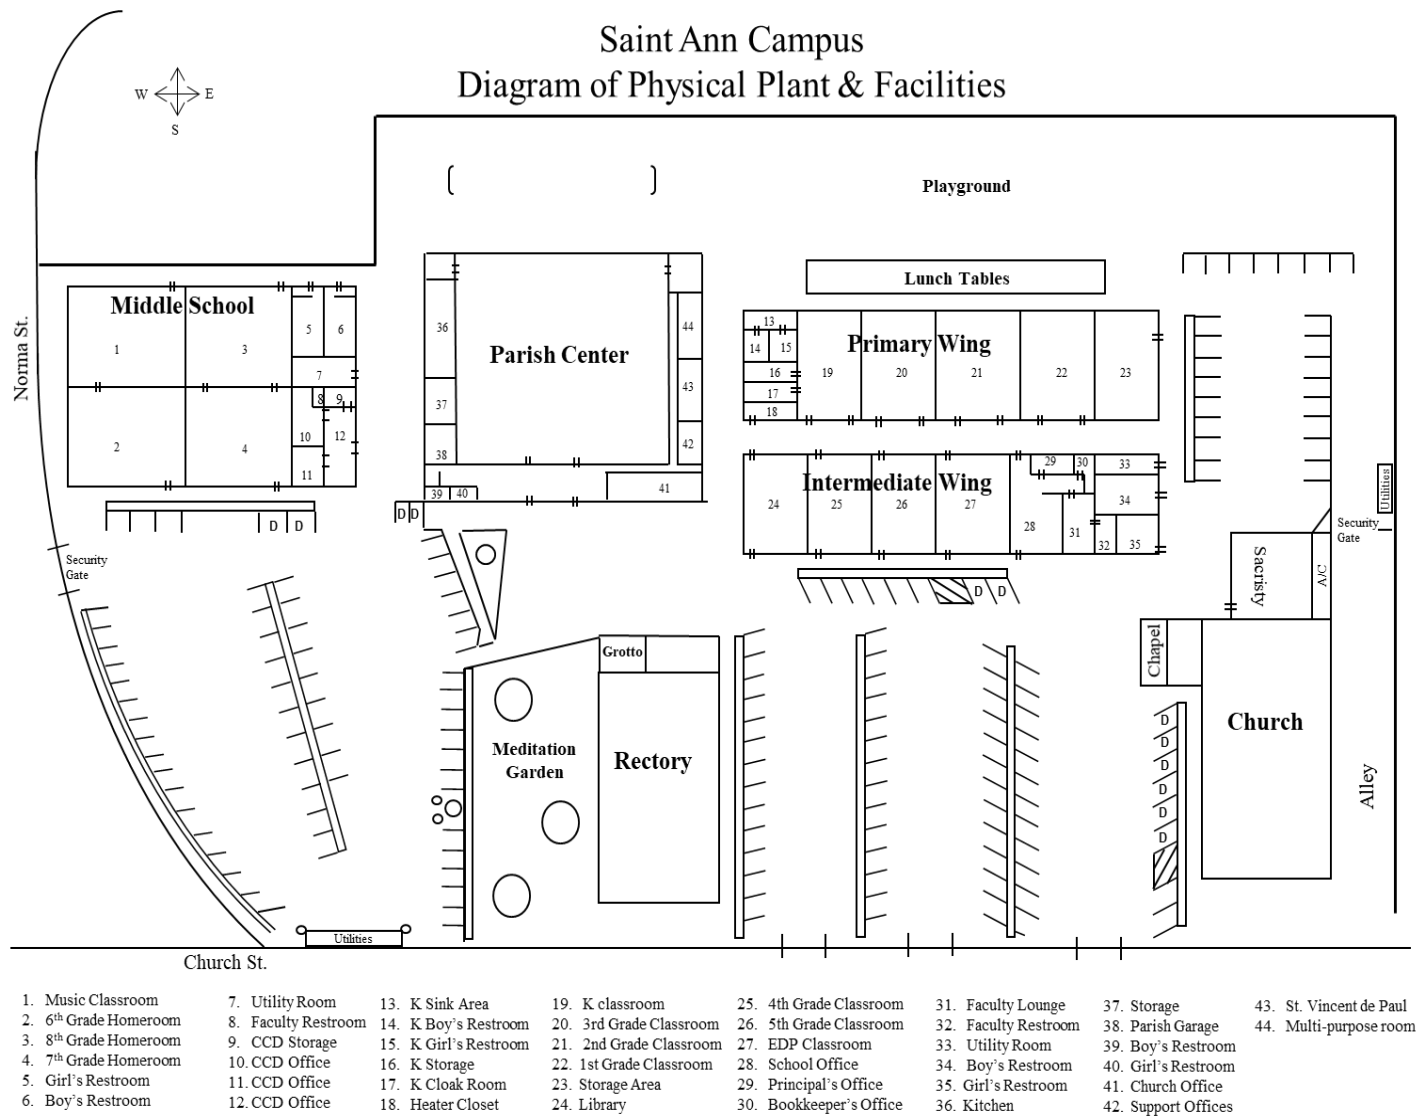 Saint Ann Campus
Diagram of Physical Plant & Facilities
W E
S
Playground
Lunch Tables
Middle School
Parish Center
Primary Wing
Intermediate Wing
1 3 5 6
7
8 9
2 4 10 12
11
36 44
37 43
38 42
39 40 41
13
14 15
16
17
18
19 20 21 22 23
24 25 26 27 28
29 30 33
34
31 32 35
Norma St.
D D
D D
D D
Security
Gate
Utilities
Security
Gate
Sacristy
A/C
Chapel
Grotto
Meditation
Garden
Rectory
Church
D
D
D
D
D
D
Alley
Utilities
Church St.
1. Music Classroom
2. 6th Grade Homeroom
3. 8th Grade Homeroom
4. 7th Grade Homeroom
5. Girl's Restroom
6. Boy's Restroom
7. Utility Room
8. Faculty Restroom
9. CCD Storage
10. CCD Office
11. CCD Office
12. CCD Office
13. K Sink Area
14. K Boy's Restroom
15. K Girl's Restroom
16. K Storage
17. K Cloak Room
18. Heater Closet
19. K classroom
20. 3rd Grade Classroom
21. 2nd Grade Classroom
22. 1st Grade Classroom
23. Storage Area
24. Library
25. 4th Grade Classroom
26. 5th Grade Classroom
27. EDP Classroom
28. School Office
29. Principal's Office
30. Bookkeeper's Office
31. Faculty Lounge
32. Faculty Restroom
33. Utility Room
34. Boy's Restroom
35. Girl's Restroom
36. Kitchen
37. Storage
38. Parish Garage
39. Boy's Restroom
40. Girl's Restroom
41. Church Office
42. Support Offices
43. St. Vincent de Paul
44. Multi-purpose room